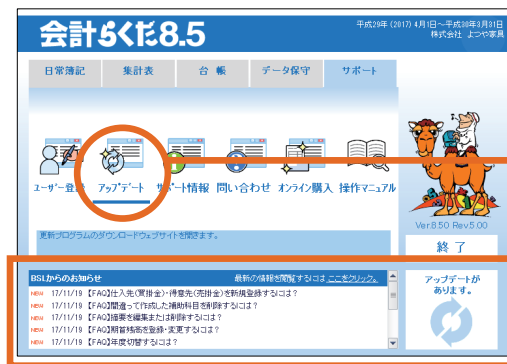 会計らくだ8.5
平成29年 (2017) 4月1日～平成30年3月31日
株式会社 よつや家具
日常簿記 集計表 台 帳 データ保守 サポート
ユーザー登録 アップデート サポート情報 問い合わせ オンライン購入 操作マニュアル
Ver.8.50 Rev5.00
更新プログラムのダウンロードウェブサイトを開きます。
終 了
BSLからのお知らせ 最新の情報を閲覧するには ここをクリック。
NEW 17/11/19 【FAQ】仕入先(買掛金)・得意先(売掛金)を新規登録するには？
NEW 17/11/19 【FAQ】間違って作成した補助科目を削除するには？
NEW 17/11/19 【FAQ】摘要を編集または削除するには？
NEW 17/11/19 【FAQ】期首残高を登録・変更するには？
NEW 17/11/19 【FAQ】年度切替するには？
アップデートが
あります。